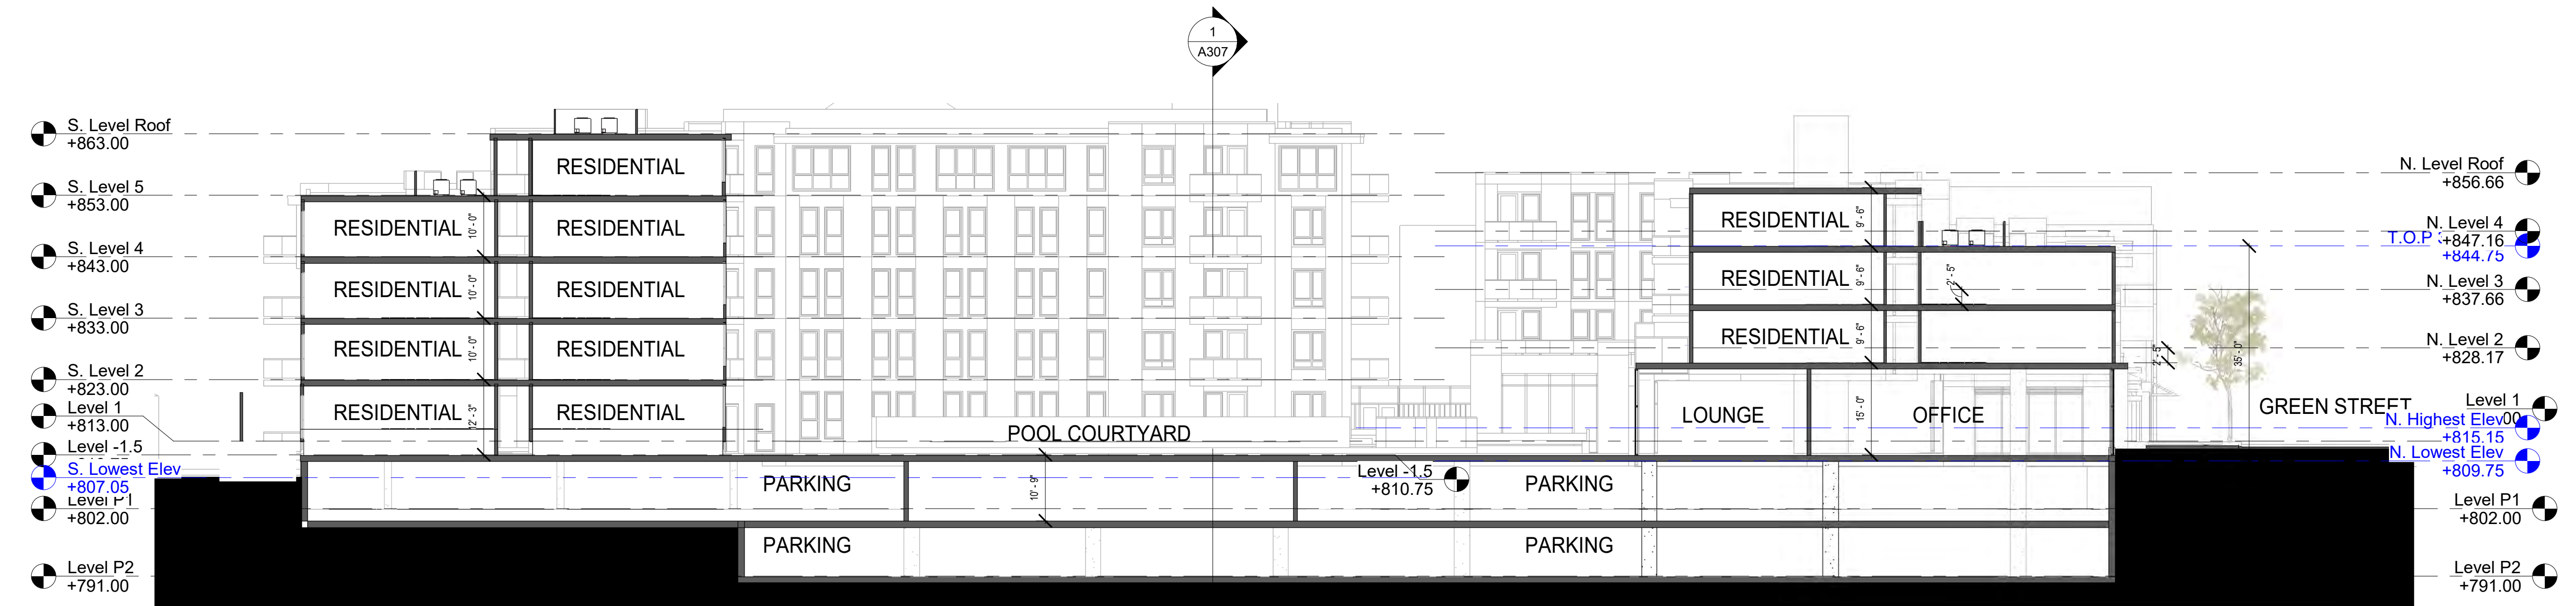 1
A307
S. Level Roof
+863.00
S. Level 5
+853.00
S. Level 4
+843.00
S. Level 3
+833.00
S. Level 2
+823.00
Level 1
+813.00
Level -1.5
S. Lowest Elev
+807.05
Level P1
+802.00
Level P2
+791.00
RESIDENTIAL
RESIDENTIAL 10' - 0" RESIDENTIAL
RESIDENTIAL 10' - 0" RESIDENTIAL
RESIDENTIAL 10' - 0" RESIDENTIAL
RESIDENTIAL 12' - 3" RESIDENTIAL
POOL COURTYARD
PARKING
10' - 9"
Level -1.5
+810.75
PARKING
PARKING
PARKING
RESIDENTIAL 9' - 6"
RESIDENTIAL 9' - 6"
2' - 5"
RESIDENTIAL 9' - 6"
LOUNGE
15' - 0"
OFFICE
2' - 5"
35' - 0"
GREEN STREET
N. Level Roof
+856.66
N. Level 4
+847.16
T.O.P
+844.75
N. Level 3
+837.66
N. Level 2
+828.17
Level 1
N. Highest Elev
+815.15
N. Lowest Elev
+809.75
Level P1
+802.00
Level P2
+791.00